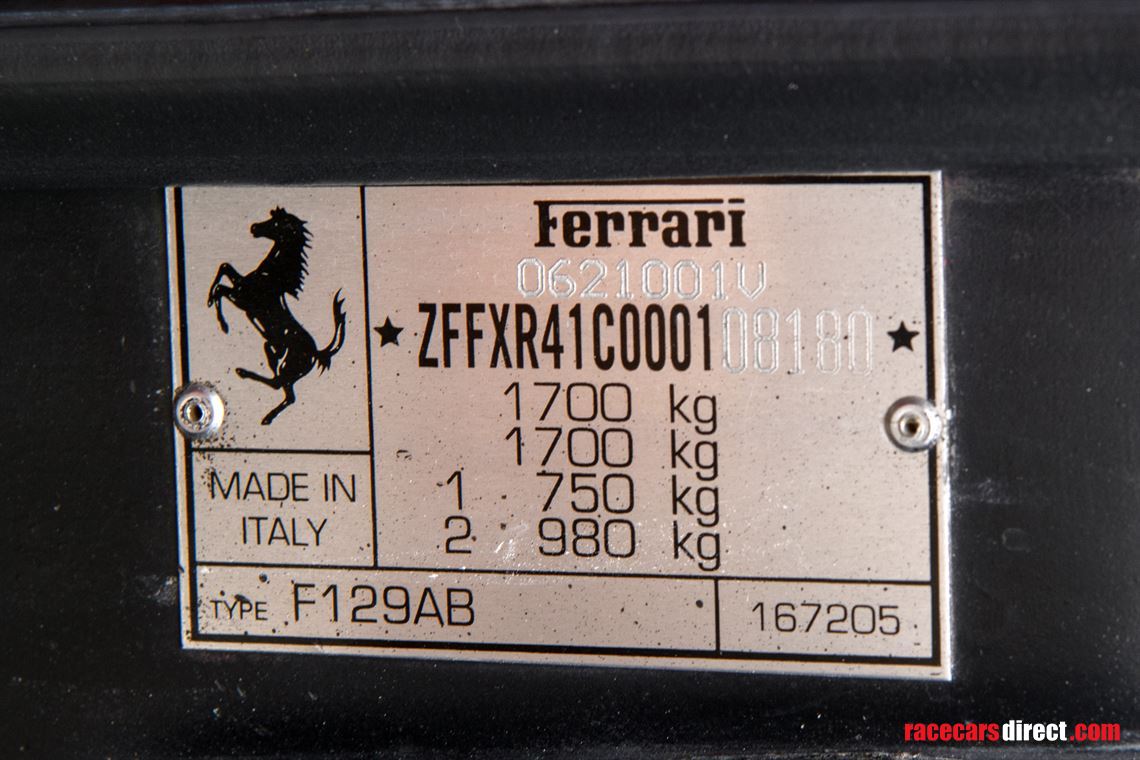 Ferrari
0621001V
★ ZFFXR41C000108180 ★
1700 kg
1700 kg
1 750 kg
2 980 kg
MADE IN
ITALY
TYPE F129AB
167205
racecarsdirect.com